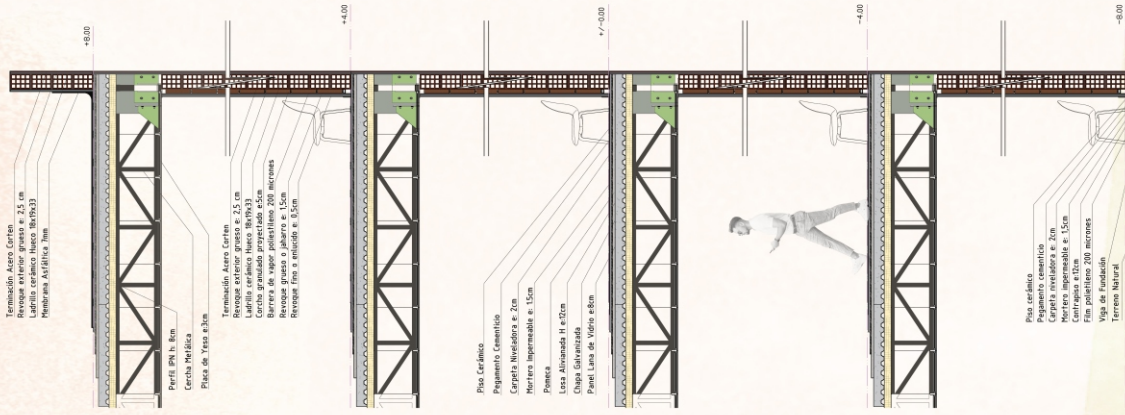 +8.00
+4.00
+/-0.00
-4.00
-8.00
Terminación Acero Corten
Revoque exterior grueso e: 2,5 cm
Ladrillo cerámico Hueco 18x19x33
Membrana Asfáltica 7mm
Perfil IPN h: 8cm
Cercha Metálica
Placa de Yeso e:3cm
Terminación Acero Corten
Revoque exterior grueso e: 2,5 cm
Ladrillo cerámico Hueco 18x19x33
Corcho granulado proyectado e:5cm
Barrera de vapor poliestileno 200 micrones
Revoque grueso o jaharro e: 1,5cm
Revoque fino o enlucido e: 0,5cm
Piso Cerámico
Pegamento Cementicio
Carpeta Niveladora e: 2cm
Mortero Impermeable e: 1.5cm
Pomeca
Losa Alivianada H e:12cm
Chapa Galvanizada
Panel Lana de Vidrio e:8cm
Piso cerámico
Pegamento cementicio
Carpeta niveladora e: 2cm
Mortero impermeable e: 1,5cm
Contrapiso e:12cm
Film polietileno 200 micrones
Viga de Fundación
Terreno Natural